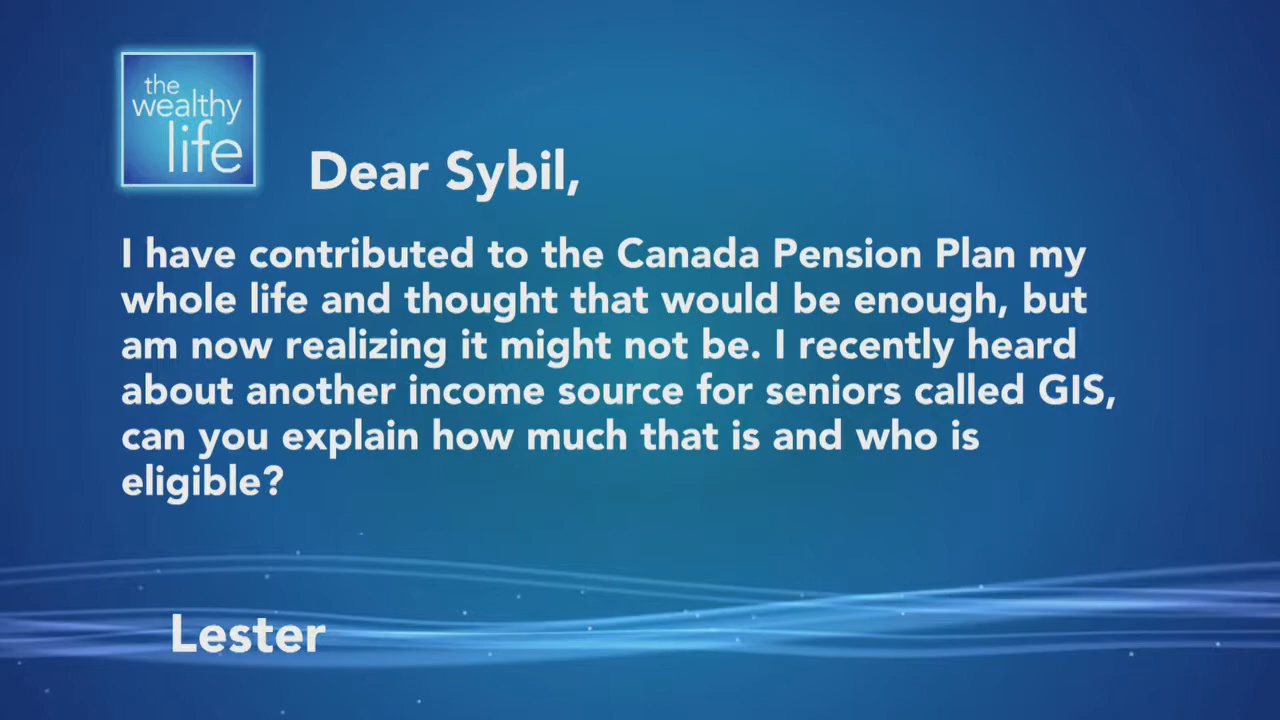 the
wealthy
life
Dear Sybil,
I have contributed to the Canada Pension Plan my
whole life and thought that would be enough, but
am now realizing it might not be. I recently heard
about another income source for seniors called GIS,
can you explain how much that is and who is
eligible?
Lester